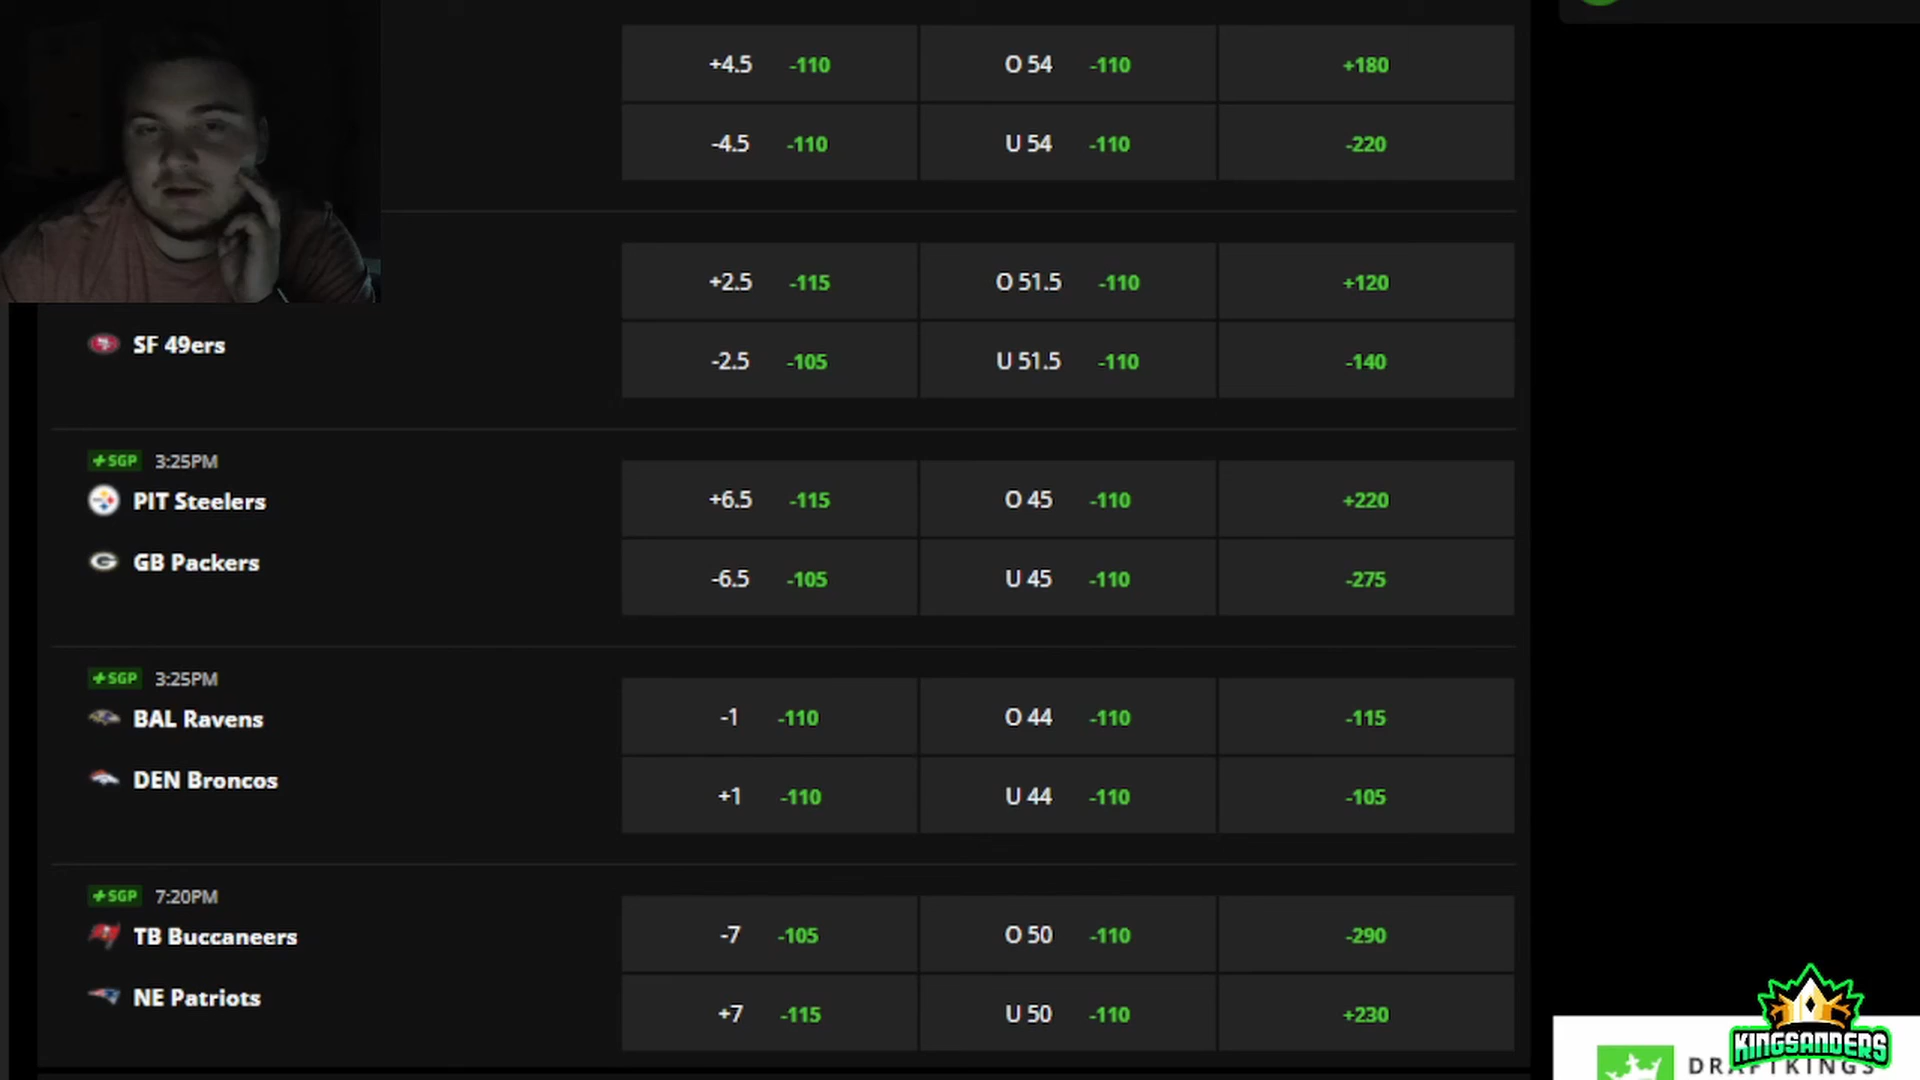 +4.5 -110 O 54 -110 +180
-4.5 -110 U 54 -110 -220
+2.5 -115 O 51.5 -110 +120
SF 49ers
-2.5 -105 U 51.5 -110 -140
+SGP 3:25PM
PIT Steelers +6.5 -115 O 45 -110 +220
GB Packers -6.5 -105 U 45 -110 -275
+SGP 3:25PM
BAL Ravens -1 -110 O 44 -110 -115
DEN Broncos +1 -110 U 44 -110 -105
+SGP 7:20PM
TB Buccaneers -7 -105 O 50 -110 -290
NE Patriots +7 -115 U 50 -110 +230
KINGSANDERS
DRAFTKINGS